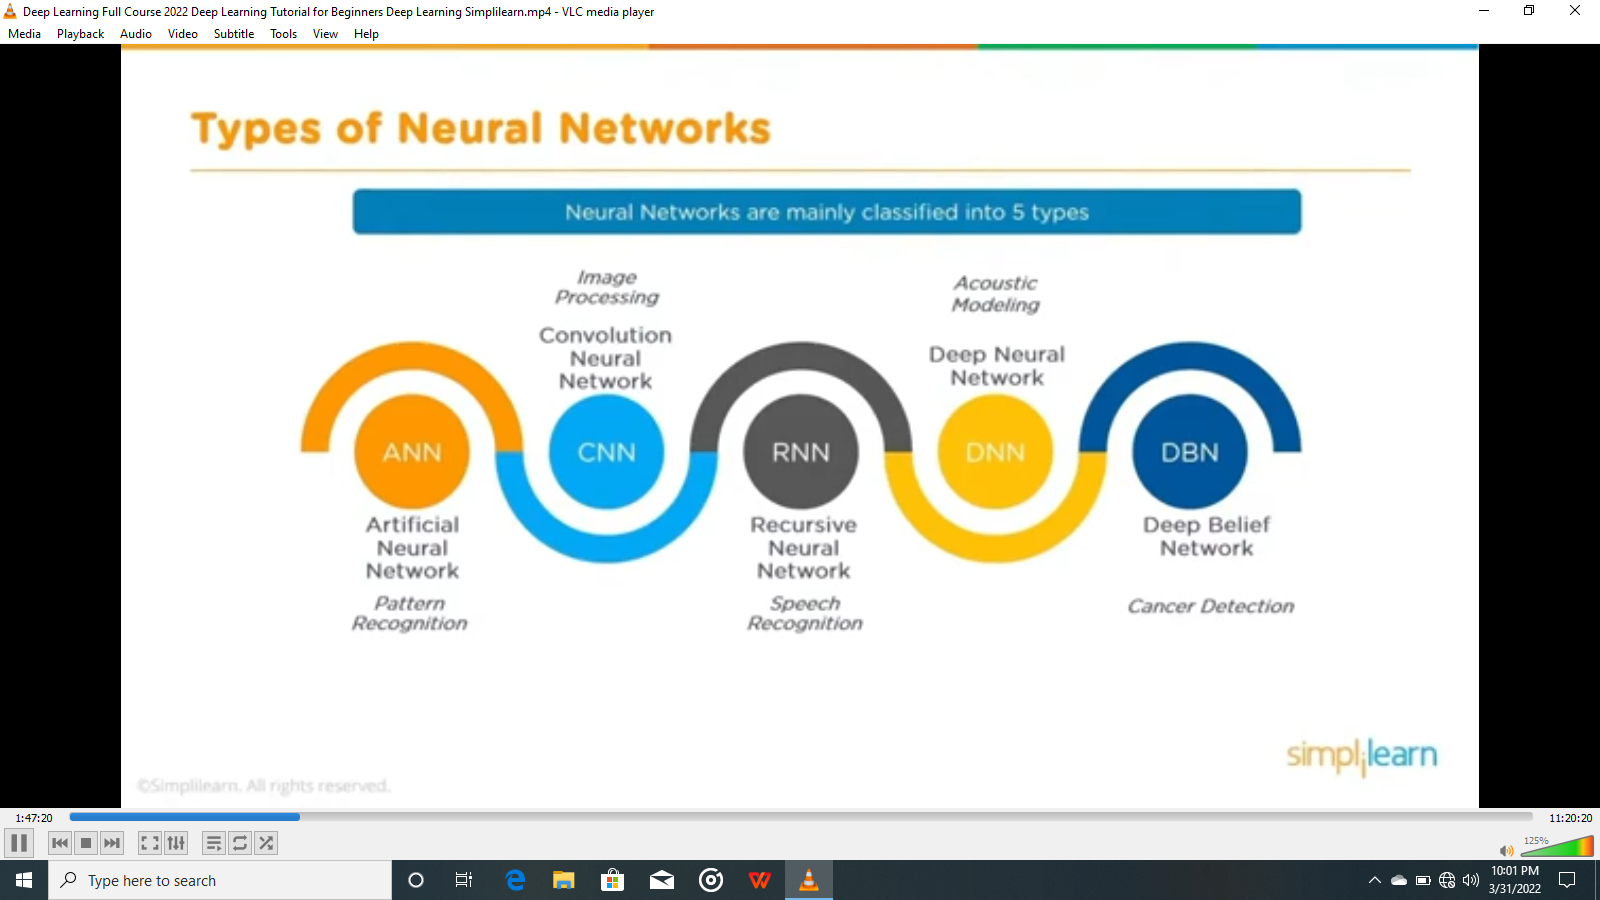 Deep Learning Full Course 2022 Deep Learning Tutorial for Beginners Deep Learning Simplilearn.mp4 - VLC media player
Media Playback Audio Video Subtitle Tools View Help
Types of Neural Networks
Neural Networks are mainly classified into 5 types
Image
Processing
Convolution
Neural
Network
Acoustic
Modeling
Deep Neural
Network
ANN
CNN
RNN
DNN
DBN
Artificial
Neural
Network
Pattern
Recognition
Recursive
Neural
Network
Speech
Recognition
Deep Belief
Network
Cancer Detection
simplilearn
©Simplilearn. All rights reserved.
1:47:20
11:20:20
125%
Type here to search
10:01 PM
3/31/2022